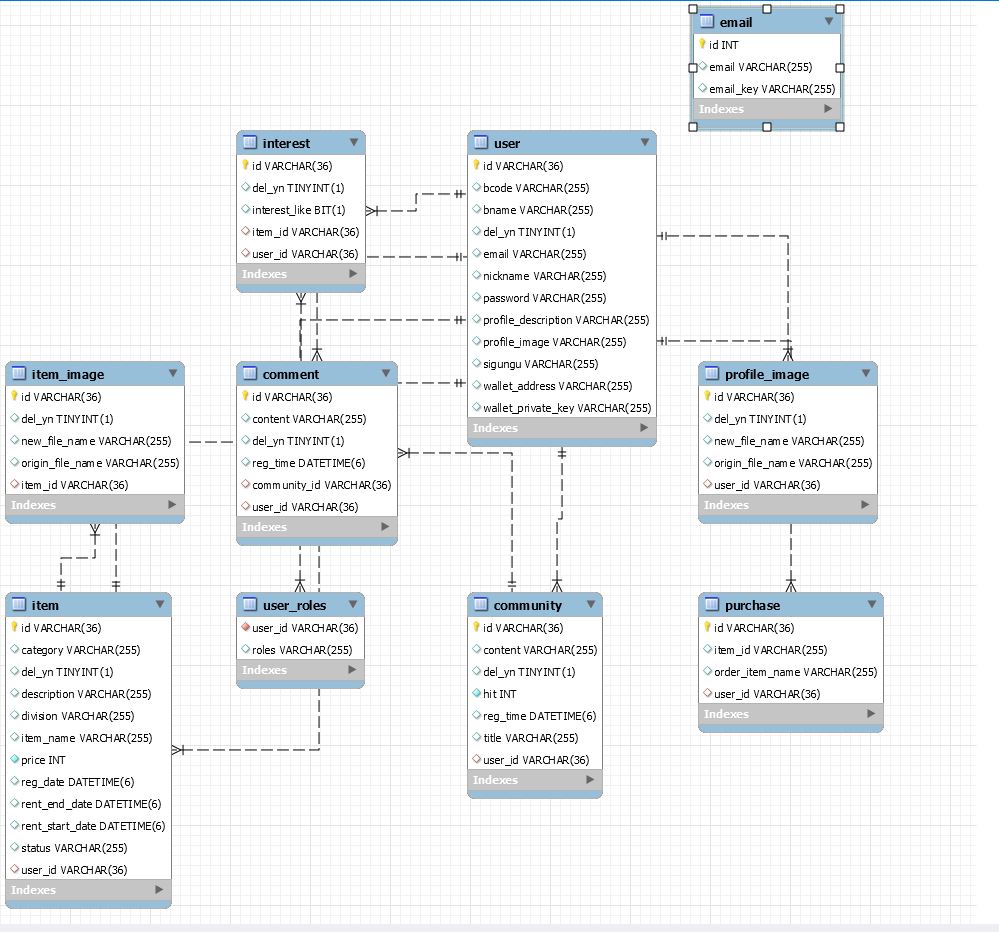 email
id INT
email VARCHAR(255)
email_key VARCHAR(255)
Indexes
interest
id VARCHAR(36)
del_yn TINYINT(1)
interest_like BIT(1)
item_id VARCHAR(36)
user_id VARCHAR(36)
Indexes
user
id VARCHAR(36)
bcode VARCHAR(255)
bname VARCHAR(255)
del_yn TINYINT(1)
email VARCHAR(255)
nickname VARCHAR(255)
password VARCHAR(255)
profile_description VARCHAR(255)
profile_image VARCHAR(255)
sigungu VARCHAR(255)
wallet_address VARCHAR(255)
wallet_private_key VARCHAR(255)
Indexes
item_image
id VARCHAR(36)
del_yn TINYINT(1)
new_file_name VARCHAR(255)
origin_file_name VARCHAR(255)
item_id VARCHAR(36)
Indexes
comment
id VARCHAR(36)
content VARCHAR(255)
del_yn TINYINT(1)
reg_time DATETIME(6)
community_id VARCHAR(36)
user_id VARCHAR(36)
Indexes
profile_image
id VARCHAR(36)
del_yn TINYINT(1)
new_file_name VARCHAR(255)
origin_file_name VARCHAR(255)
user_id VARCHAR(36)
Indexes
item
id VARCHAR(36)
category VARCHAR(255)
del_yn TINYINT(1)
description VARCHAR(255)
division VARCHAR(255)
item_name VARCHAR(255)
price INT
reg_date DATETIME(6)
rent_end_date DATETIME(6)
rent_start_date DATETIME(6)
status VARCHAR(255)
user_id VARCHAR(36)
Indexes
user_roles
user_id VARCHAR(36)
roles VARCHAR(255)
Indexes
community
id VARCHAR(36)
content VARCHAR(255)
del_yn TINYINT(1)
hit INT
reg_time DATETIME(6)
title VARCHAR(255)
user_id VARCHAR(36)
Indexes
purchase
id VARCHAR(36)
item_id VARCHAR(255)
order_item_name VARCHAR(255)
user_id VARCHAR(36)
Indexes